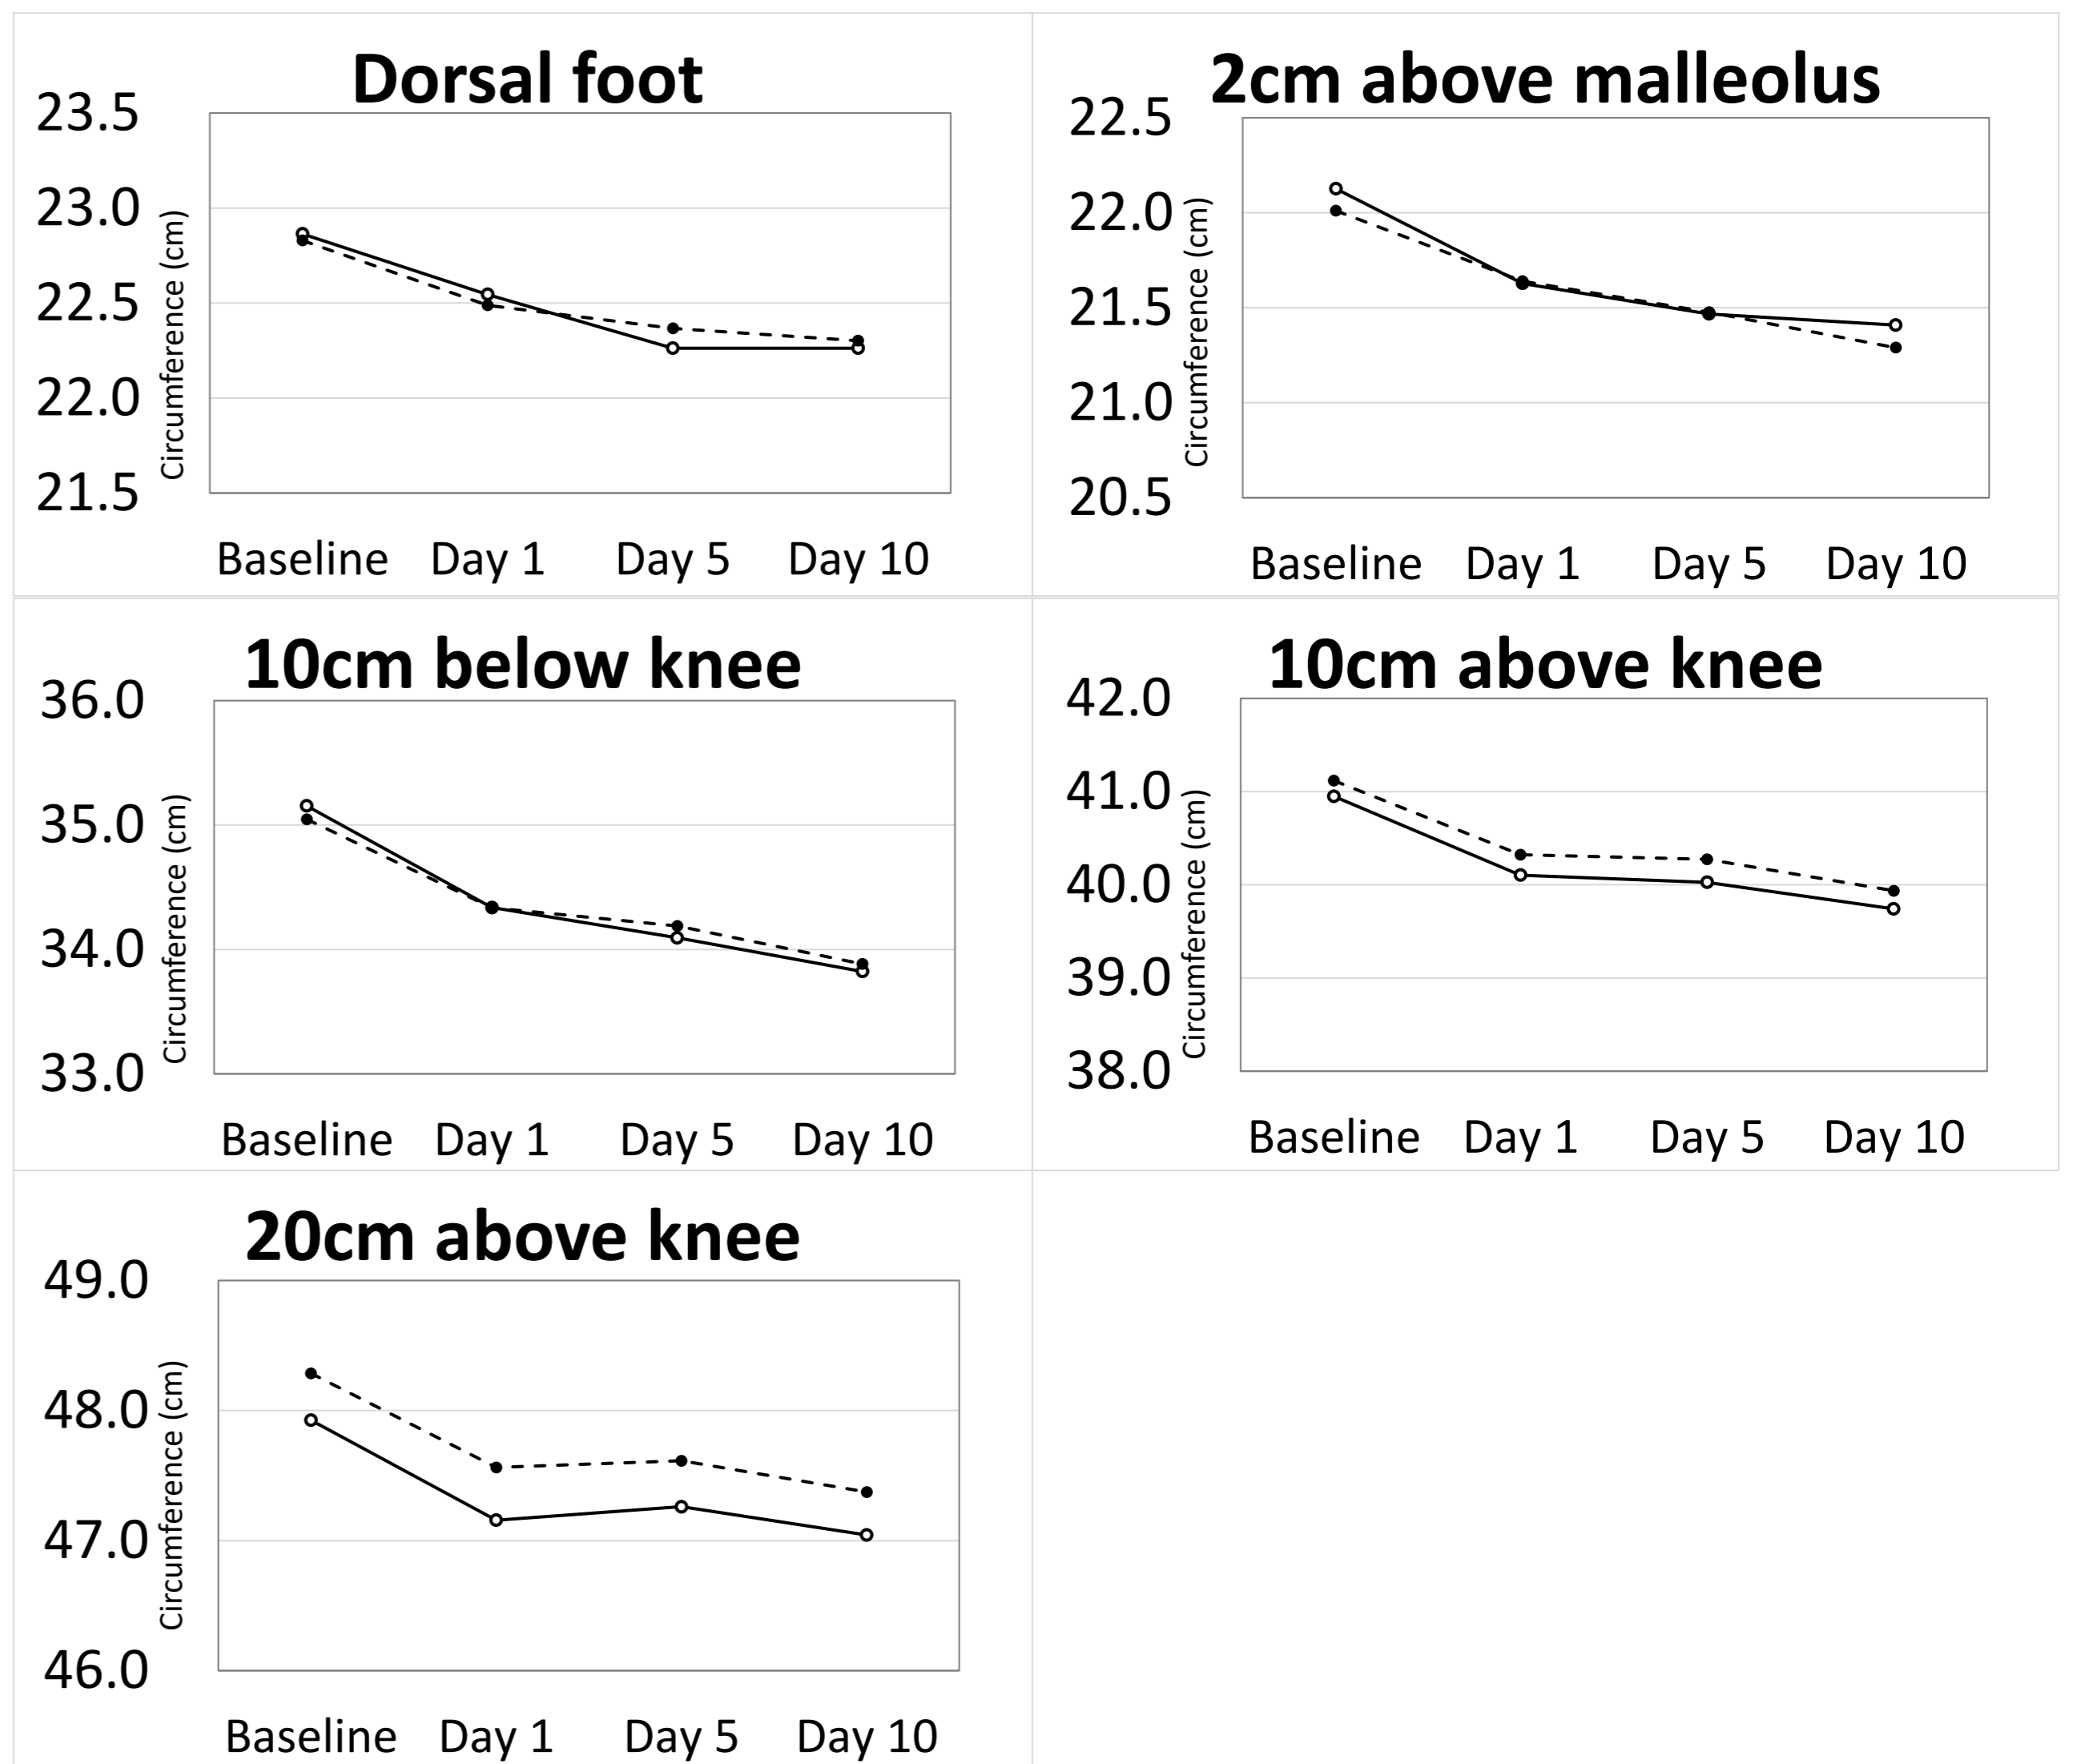 Dorsal foot
23.5
23.0
22.5
22.0
21.5
Circumference (cm)
Baseline Day 1 Day 5 Day 10
2cm above malleolus
22.5
22.0
21.5
21.0
20.5
Circumference (cm)
Baseline Day 1 Day 5 Day 10
10cm below knee
36.0
35.0
34.0
33.0
Circumference (cm)
Baseline Day 1 Day 5 Day 10
10cm above knee
42.0
41.0
40.0
39.0
38.0
Circumference (cm)
Baseline Day 1 Day 5 Day 10
20cm above knee
49.0
48.0
47.0
46.0
Circumference (cm)
Baseline Day 1 Day 5 Day 10